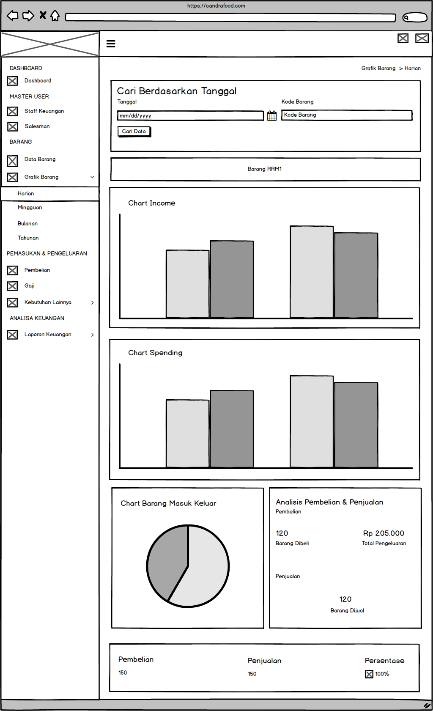 https://candrafood.com
Grafik Barang > Harian
DASHBOARD
Dashboard
MASTER USER
Staff Keuangan
Salesman
BARANG
Data Barang
Grafik Barang
Harian
Mingguan
Bulanan
Tahunan
PEMASUKAN & PENGELUARAN
Pembelian
Gaji
Kebutuhan Lainnya
ANALISA KEUANGAN
Laporan Keuangan
Cari Berdasarkan Tanggal
Tanggal
Kode Barang
mm/dd/yyyy
Kode Barang
Cari Data
Barang MRM1
Chart Income
Chart Spending
Chart Barang Masuk Keluar
Analisis Pembelian & Penjualan
Pembelian
120
Rp 205.000
Barang Dibeli
Total Pengeluaran
Penjualan
120
Barang Dijual
Pembelian
Penjualan
Persentase
150
150
100%